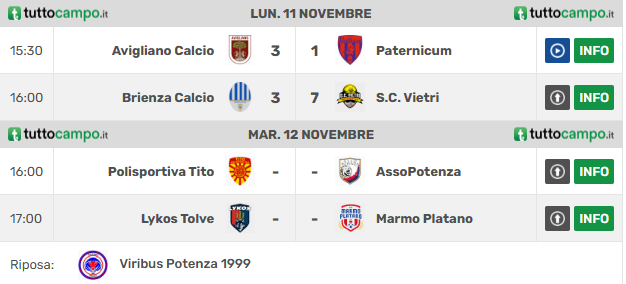 tuttocampo.it LUN. 11 NOVEMBRE tuttocampo.it
15:30 Avigliano Calcio 3 1 Paternicum INFO
16:00 Brienza Calcio 3 7 S.C. Vietri INFO
tuttocampo.it MAR. 12 NOVEMBRE tuttocampo.it
16:00 Polisportiva Tito - - AssoPotenza INFO
17:00 Lykos Tolve - - Marmo Platano INFO
Riposa: Viribus Potenza 1999